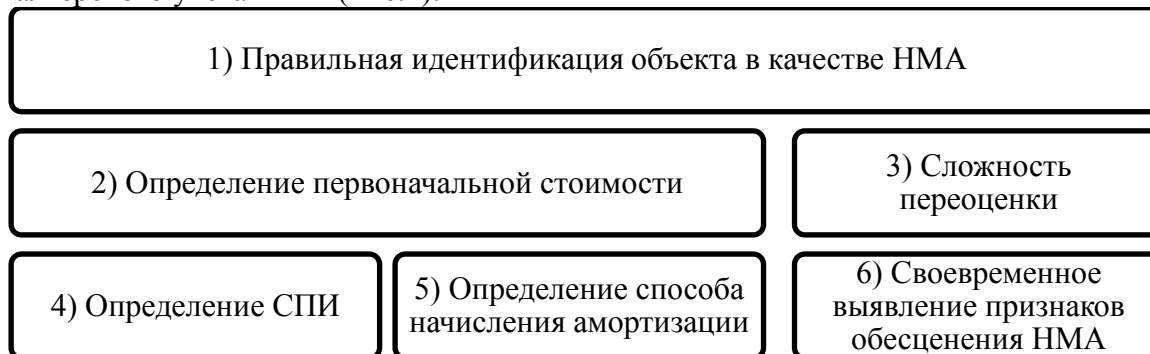 1) Правильная идентификация объекта в качестве НМА
2) Определение первоначальной стоимости
3) Сложность
переоценки
4) Определение СПИ
5) Определение способа
начисления амортизации
6) Своевременное
выявление признаков
обесценения НМА